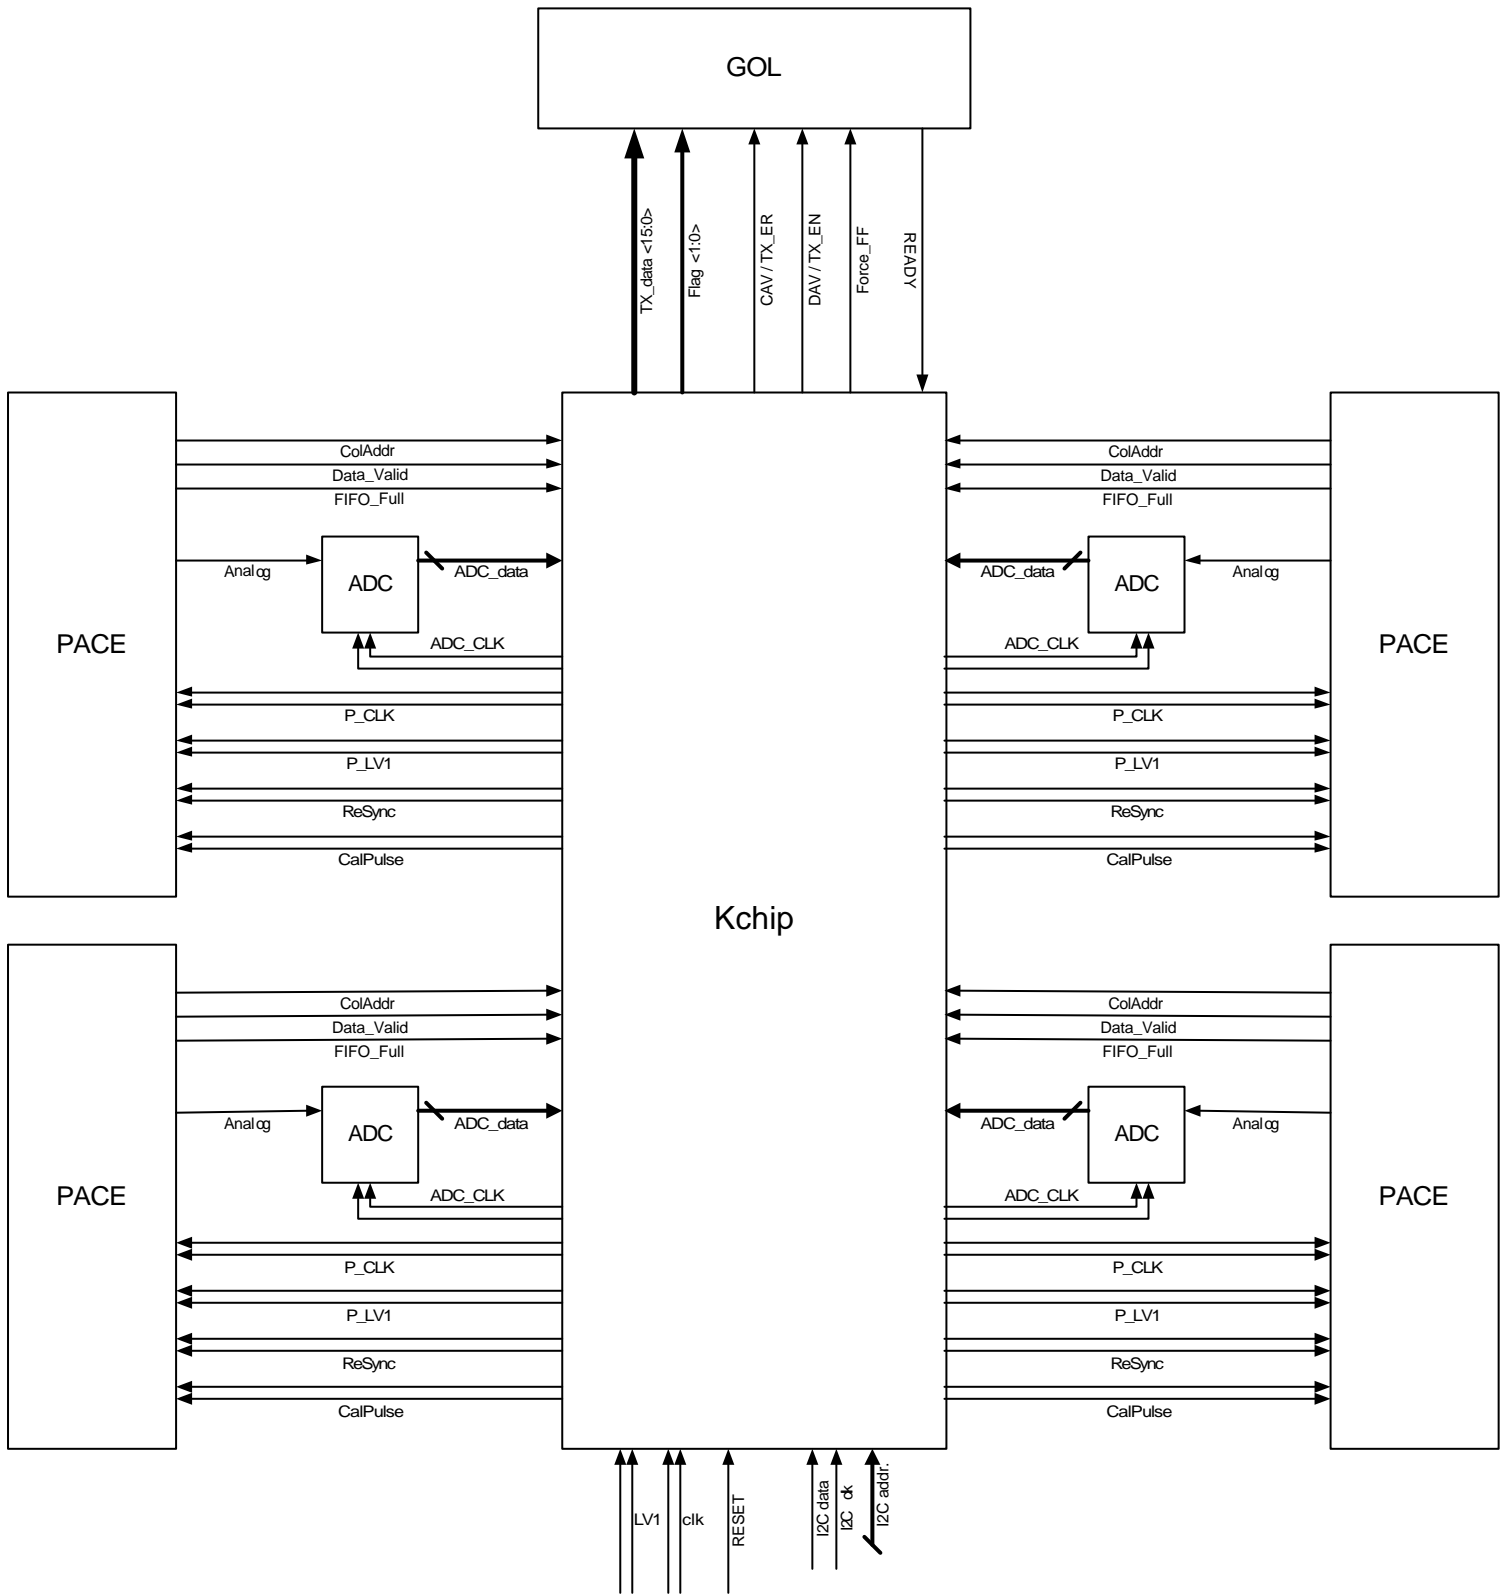 GOL
TX_data <15:0>
Flag <1:0>
CAV / TX_ER
DAV / TX_EN
Force_FF
READY
ColAddr
Data_Valid
FIFO_Full
Analog
ADC
ADC_data
ADC_CLK
PACE
P_CLK
P_LV1
ReSync
CalPulse
ColAddr
Data_Valid
FIFO_Full
ADC_data
ADC
Analog
ADC_CLK
PACE
P_CLK
P_LV1
ReSync
CalPulse
Kchip
ColAddr
Data_Valid
FIFO_Full
Analog
ADC
ADC_data
ADC_CLK
PACE
P_CLK
P_LV1
ReSync
CalPulse
ColAddr
Data_Valid
FIFO_Full
ADC_data
ADC
Analog
ADC_CLK
PACE
P_CLK
P_LV1
ReSync
CalPulse
LV1
clk
RESET
I2C data
I2C clk
I2C addr.